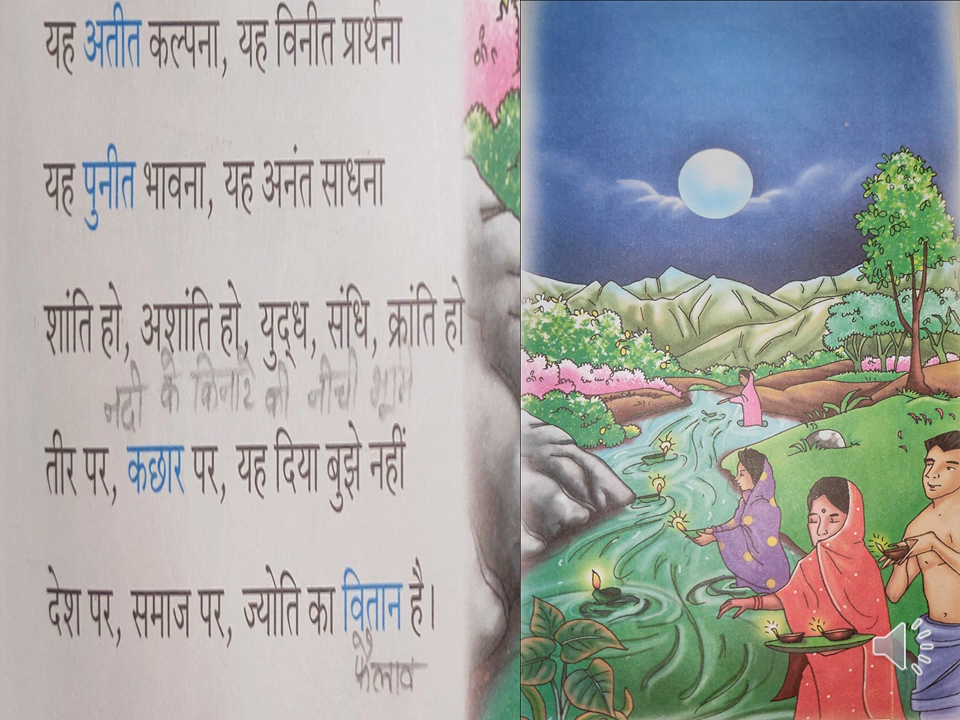 यह अतीत कल्पना, यह विनीत प्रार्थना
यह पुनीत भावना, यह अनंत साधना
शांति हो, अशांति हो, युद्ध, संधि, क्रांति हो
नदी के किनारे की नीची भूमि
तीर पर, कछार पर, यह दिया बुझे नहीं
देश पर, समाज पर, ज्योति का वितान है।
फैलाव